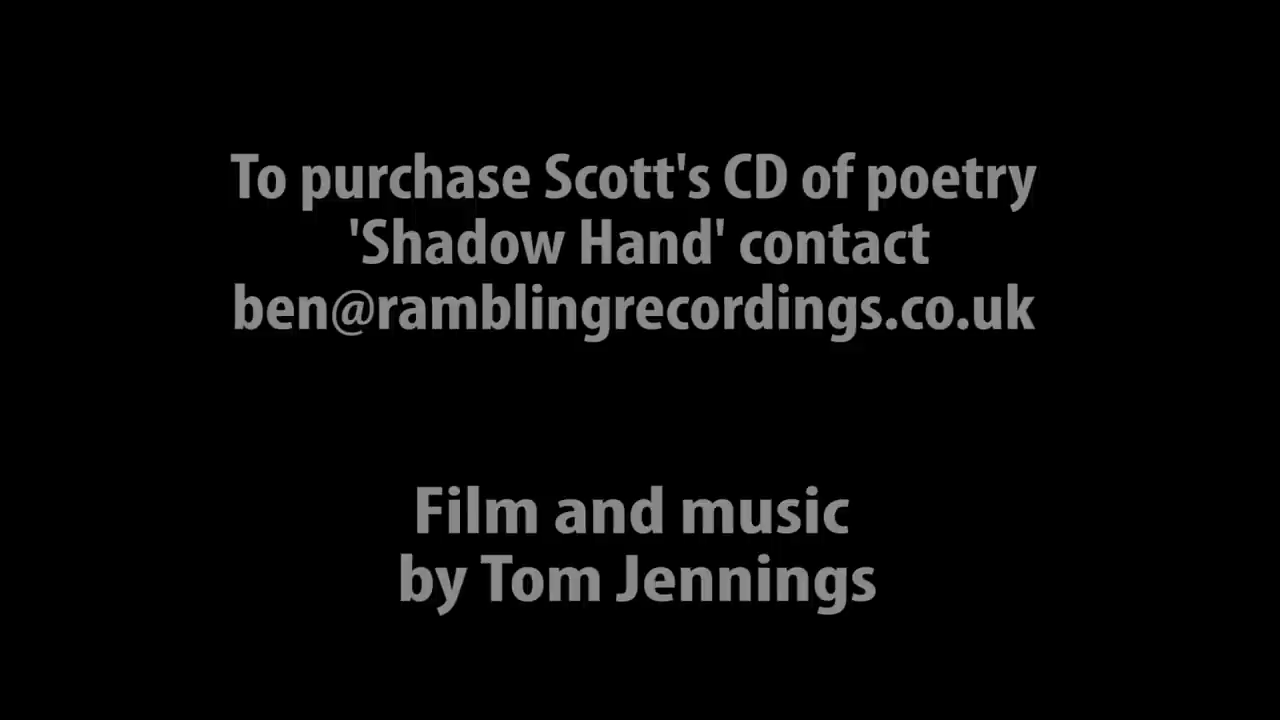 To purchase Scott's CD of poetry
'Shadow Hand' contact
ben@ramblingrecordings.co.uk
Film and music
by Tom Jennings